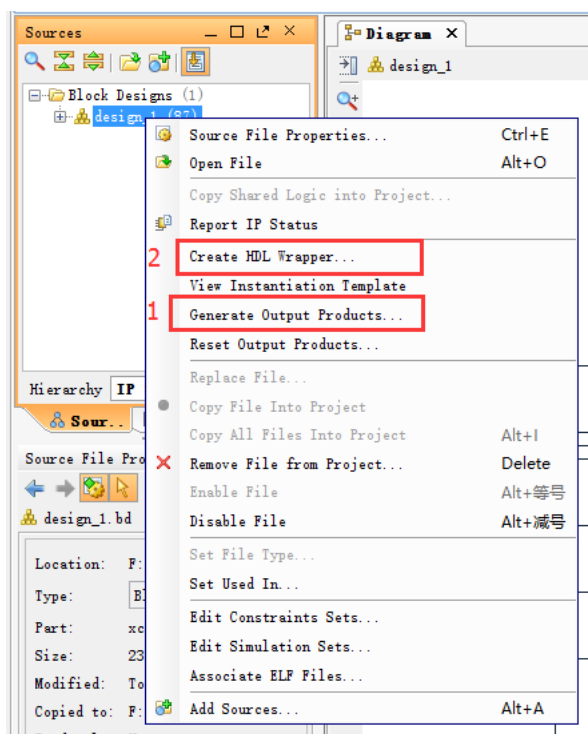 Sources
Diagram
design_1
Block Designs (1)
design_1 (87)
Source File Properties... Ctrl+E
Open File Alt+O
Copy Shared Logic into Project...
Report IP Status
2 Create HDL Wrapper...
View Instantiation Template
1 Generate Output Products...
Reset Output Products...
Replace File...
Hierarchy IP
Copy File Into Project
Sour..
Copy All Files Into Project Alt+I
Source File Pro
Remove File from Project... Delete
Enable File Alt+等号
design_1.bd
Disable File Alt+减号
Set File Type...
Location: F:
Set Used In...
Type: Bl
Edit Constraints Sets...
Part: xc
Edit Simulation Sets...
Size: 23
Associate ELF Files...
Modified: To
Add Sources... Alt+A
Copied to: F: